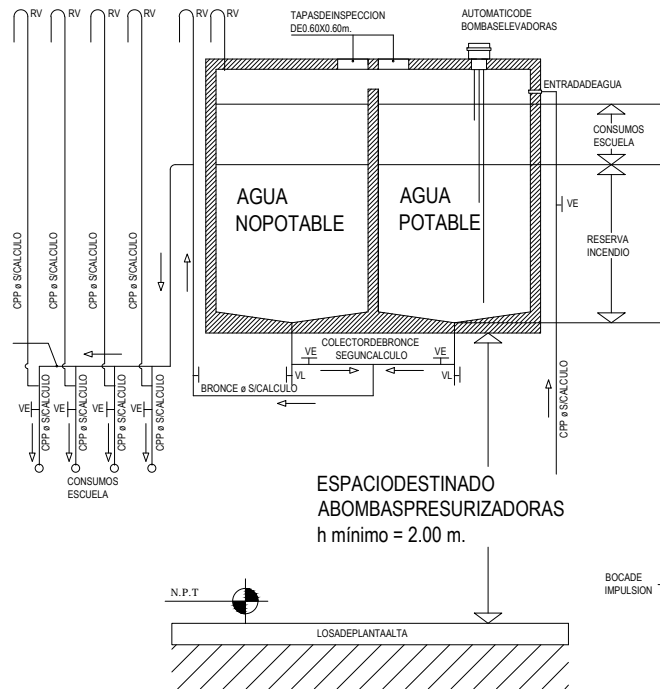 RV
RV
RV
RV
RV
RV
TAPASDEINSPECCION
DE0.60X0.60m.
AUTOMATICODE
BOMBASELEVADORAS
ENTRADADEAGUA
CONSUMOS
ESCUELA
AGUA
NOPOTABLE
AGUA
POTABLE
VE
RESERVA
INCENDIO
CPP ø S/CALCULO
CPP ø S/CALCULO
CPP ø S/CALCULO
CPP ø S/CALCULO
COLECTORDEBRONCE
SEGUNCALCULO
VE
VE
VL
VL
BRONCE ø S/CALCULO
VE
VE
VE
VE
CPP ø S/CALCULO
CPP ø S/CALCULO
CPP ø S/CALCULO
CPP ø S/CALCULO
CPP ø S/CALCULO
CONSUMOS
ESCUELA
ESPACIODESTINADO
ABOMBASPRESURIZADORAS
h mínimo = 2.00 m.
BOCADE
IMPULSION
N.P.T
LOSADEPLANTAALTA